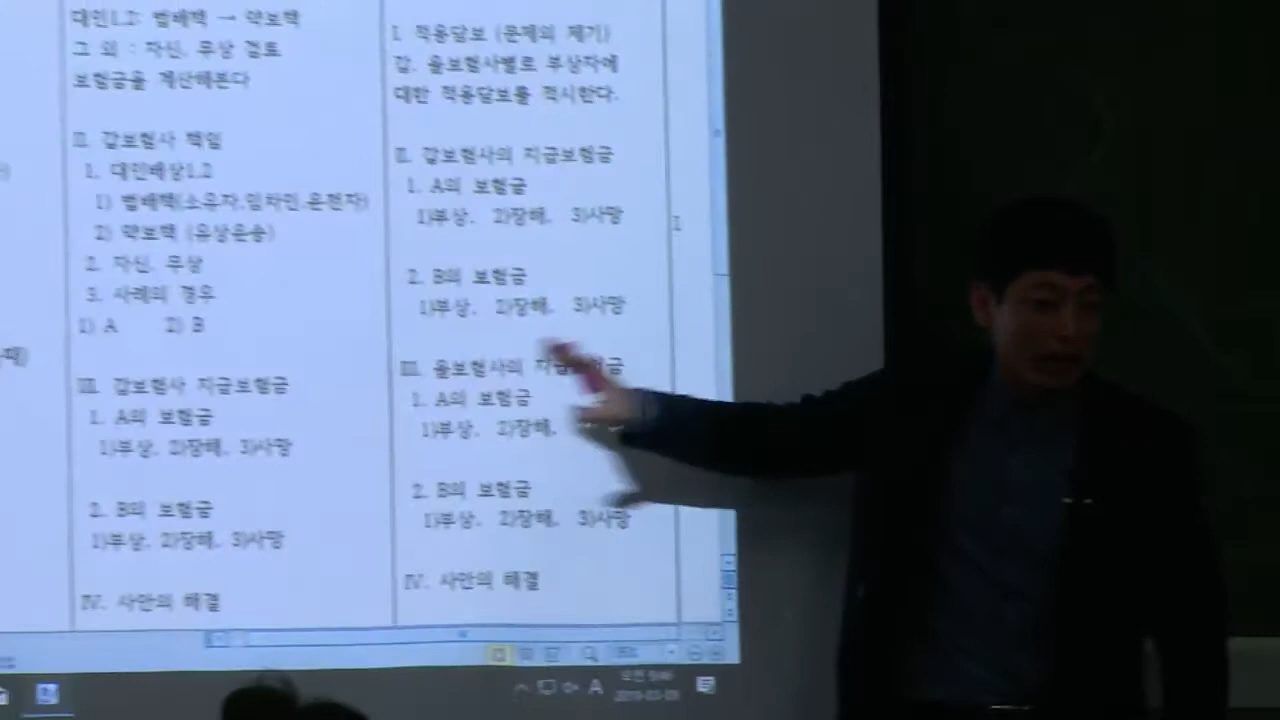 대인1.2: 법배책 → 약보책
그 외 : 자신, 무상 검토
보험금을 계산해본다
Ⅱ. 갑보험사 책임
1. 대인배상1.2
1) 법배책(소유자.임차인.운전자)
2) 약보책 (유상운송)
2. 자신, 무상
3. 사례의 경우
1) A 2) B
Ⅲ. 갑보험사 지급보험금
1. A의 보험금
1)부상, 2)장해, 3)사망
2. B의 보험금
1)부상, 2)장해, 3)사망
Ⅳ. 사안의 해결
Ⅰ. 적용담보 (문제의 제기)
갑. 을보험사별로 부상자에
대한 적용담보를 적시한다.
Ⅱ. 갑보험사의 지급보험금
1. A의 보험금
1)부상, 2)장해, 3)사망
2. B의 보험금
1)부상, 2)장해, 3)사망
Ⅲ. 을보험사의
1. A의 보험금
1)부상, 2)장해,
2. B의 보험금
1)부상, 2)장해, 3)사망
Ⅳ. 사안의 해결
A